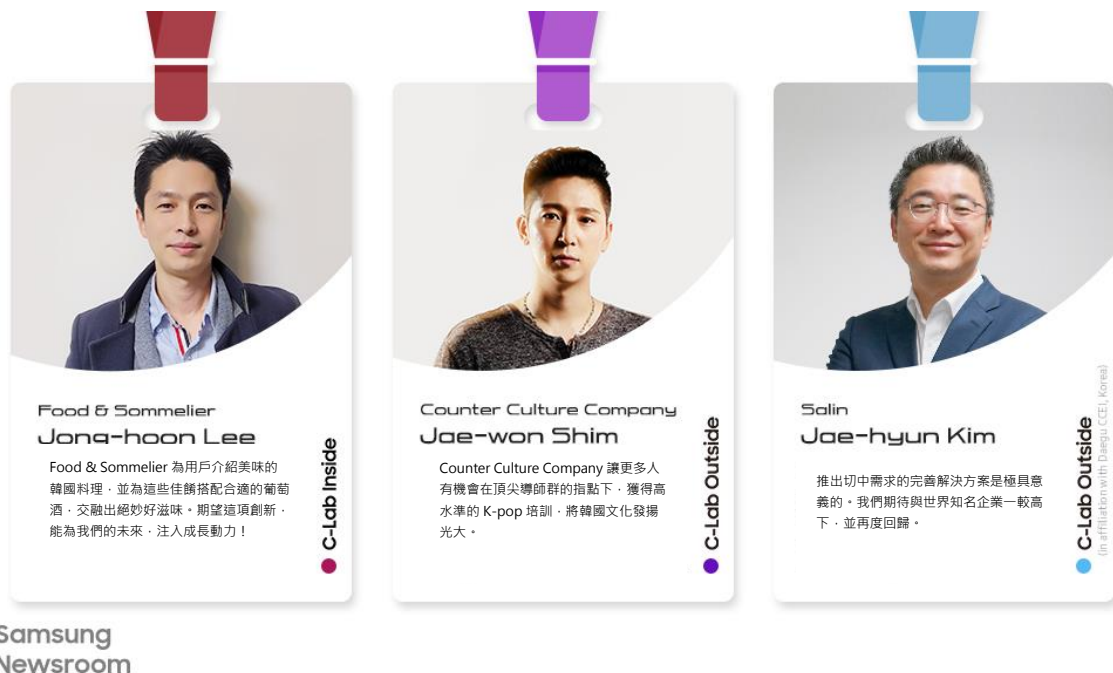 Food & Sommelier
Jong-hoon Lee
Food & Sommelier 為用戶介紹美味的
韓國料理，並為這些佳餚搭配合適的葡萄
酒，交融出絕妙好滋味。期望這項創新，
能為我們的未來，注入成長動力！
C-Lab Inside
Counter Culture Company
Jae-won Shim
Counter Culture Company 讓更多人
有機會在頂尖導師群的指點下，獲得高
水準的 K-pop 培訓，將韓國文化發揚
光大。
C-Lab Outside
Salin
Jae-hyun Kim
推出切中需求的完善解決方案是極具意
義的。我們期待與世界知名企業一較高
下，並再度回歸。
C-Lab Outside
(in affiliation with Daegu CCEI, Korea)
Samsung
Newsroom